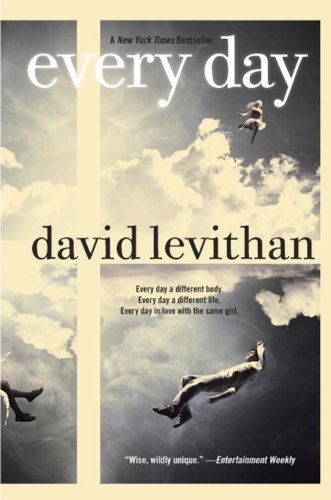 A New York Times Bestseller
every day
david levithan
Every day a different body.
Every day a different life.
Every day in love with the same girl.
"Wise, wildly unique." —Entertainment Weekly